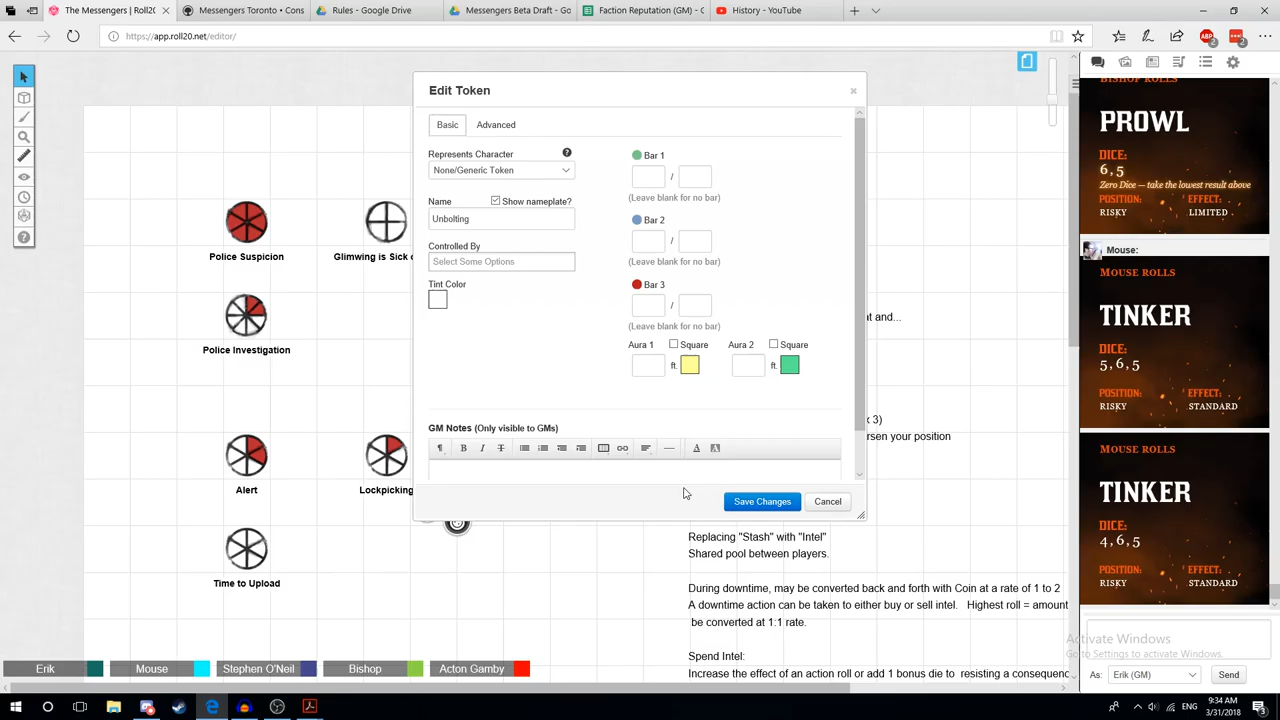 The Messengers | Roll20
Messengers Toronto • Cons
Rules - Google Drive
Messengers Beta Draft - Go
Faction Reputation (GM) - G
History - YouTube
https://app.roll20.net/editor/
ABP
2
2
Edit Token
Basic
Advanced
Represents Character
None/Generic Token
Name
Show nameplate?
Unbolting
Controlled By
Select Some Options
Tint Color
Bar 1
/
(Leave blank for no bar)
Bar 2
/
(Leave blank for no bar)
Bar 3
/
(Leave blank for no bar)
Aura 1
Square
Aura 2
Square
ft.
ft.
GM Notes (Only visible to GMs)
Save Changes
Cancel
Police Suspicion
Glimwing is Sick
Police Investigation
Alert
Lockpicking
Time to Upload
at and...
x 3)
rsen your position
Replacing "Stash" with "Intel"
Shared pool between players.
During downtime, may be converted back and forth with Coin at a rate of 1 to 2
A downtime action can be taken to either buy or sell intel. Highest roll = amount
be converted at 1:1 rate.
Spend Intel:
Increase the effect of an action roll or add 1 bonus die to resisting a consequenc
Erik
Mouse
Stephen O'Neil
Bishop
Acton Gamby
BISHOP ROLLS
PROWL
DICE:
6,5
Zero Dice — take the lowest result above
POSITION:
EFFECT:
RISKY
LIMITED
Mouse:
MOUSE ROLLS
TINKER
DICE:
5,6,5
POSITION:
EFFECT:
RISKY
STANDARD
MOUSE ROLLS
TINKER
DICE:
4,6,5
POSITION:
EFFECT:
RISKY
STANDARD
Activate Windows
Go to Settings to activate Windows.
As:
Erik (GM)
Send
ENG
9:34 AM
3/31/2018
3